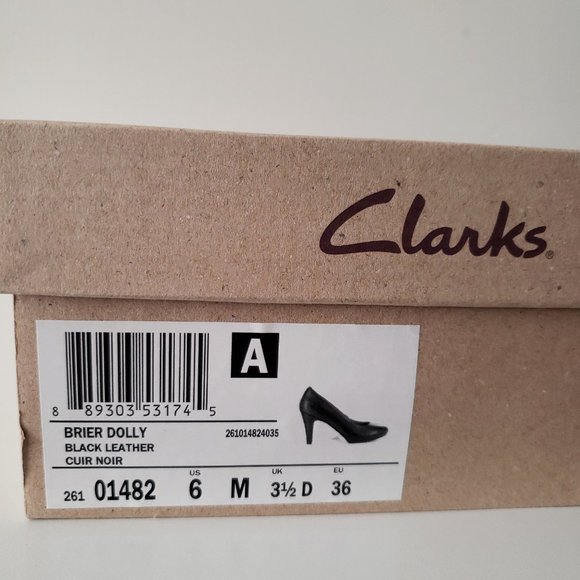 Clarks®
A
8 89303 53174 5
BRIER DOLLY 261014824035
BLACK LEATHER
CUIR NOIR
US UK EU
261 01482 6 M 3½ D 36